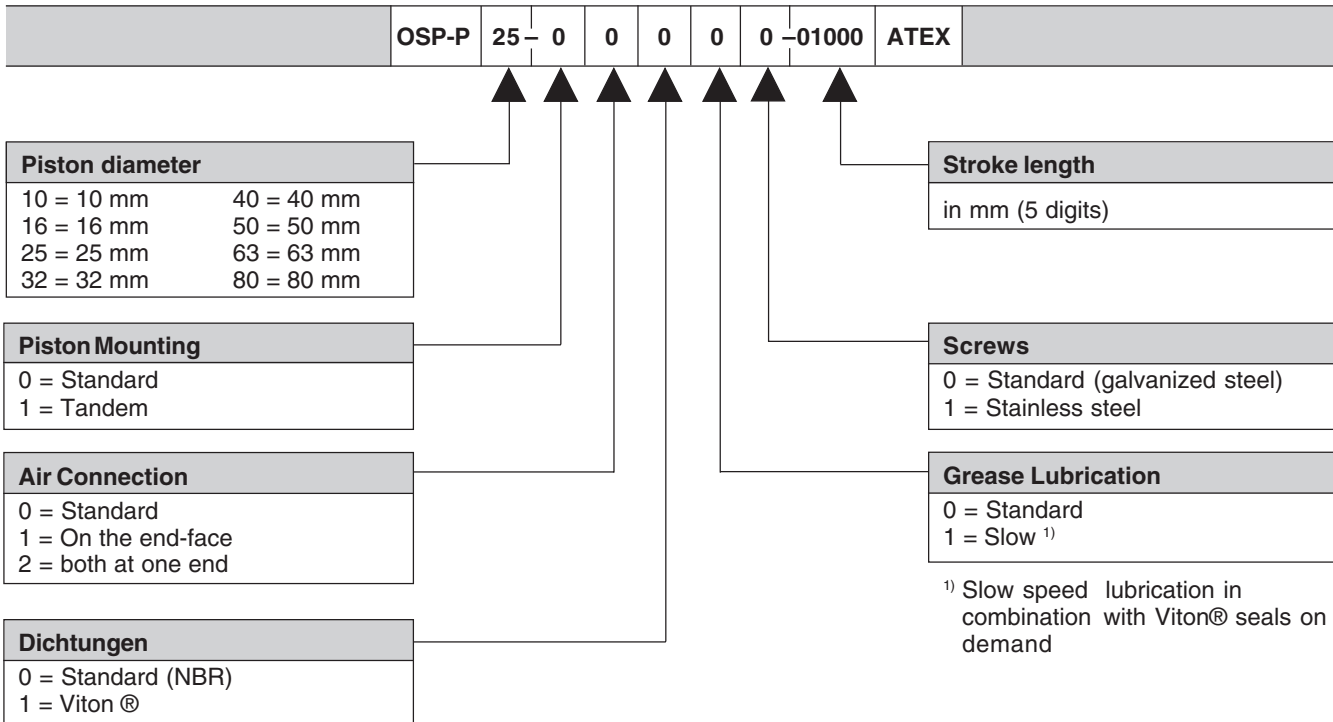 OSP-P 25 – 0 0 0 0 0 –01000 ATEX
Piston diameter
10 = 10 mm 40 = 40 mm
16 = 16 mm 50 = 50 mm
25 = 25 mm 63 = 63 mm
32 = 32 mm 80 = 80 mm
Piston Mounting
0 = Standard
1 = Tandem
Air Connection
0 = Standard
1 = On the end-face
2 = both at one end
Dichtungen
0 = Standard (NBR)
1 = Viton ®
Stroke length
in mm (5 digits)
Screws
0 = Standard (galvanized steel)
1 = Stainless steel
Grease Lubrication
0 = Standard
1 = Slow 1)
1) Slow speed lubrication in
combination with Viton® seals on
demand